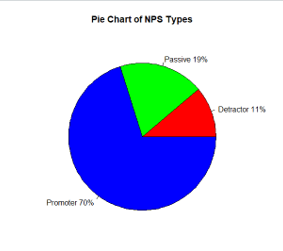 Pie Chart of NPS Types
Passive 19%
Detractor 11%
Promoter 70%